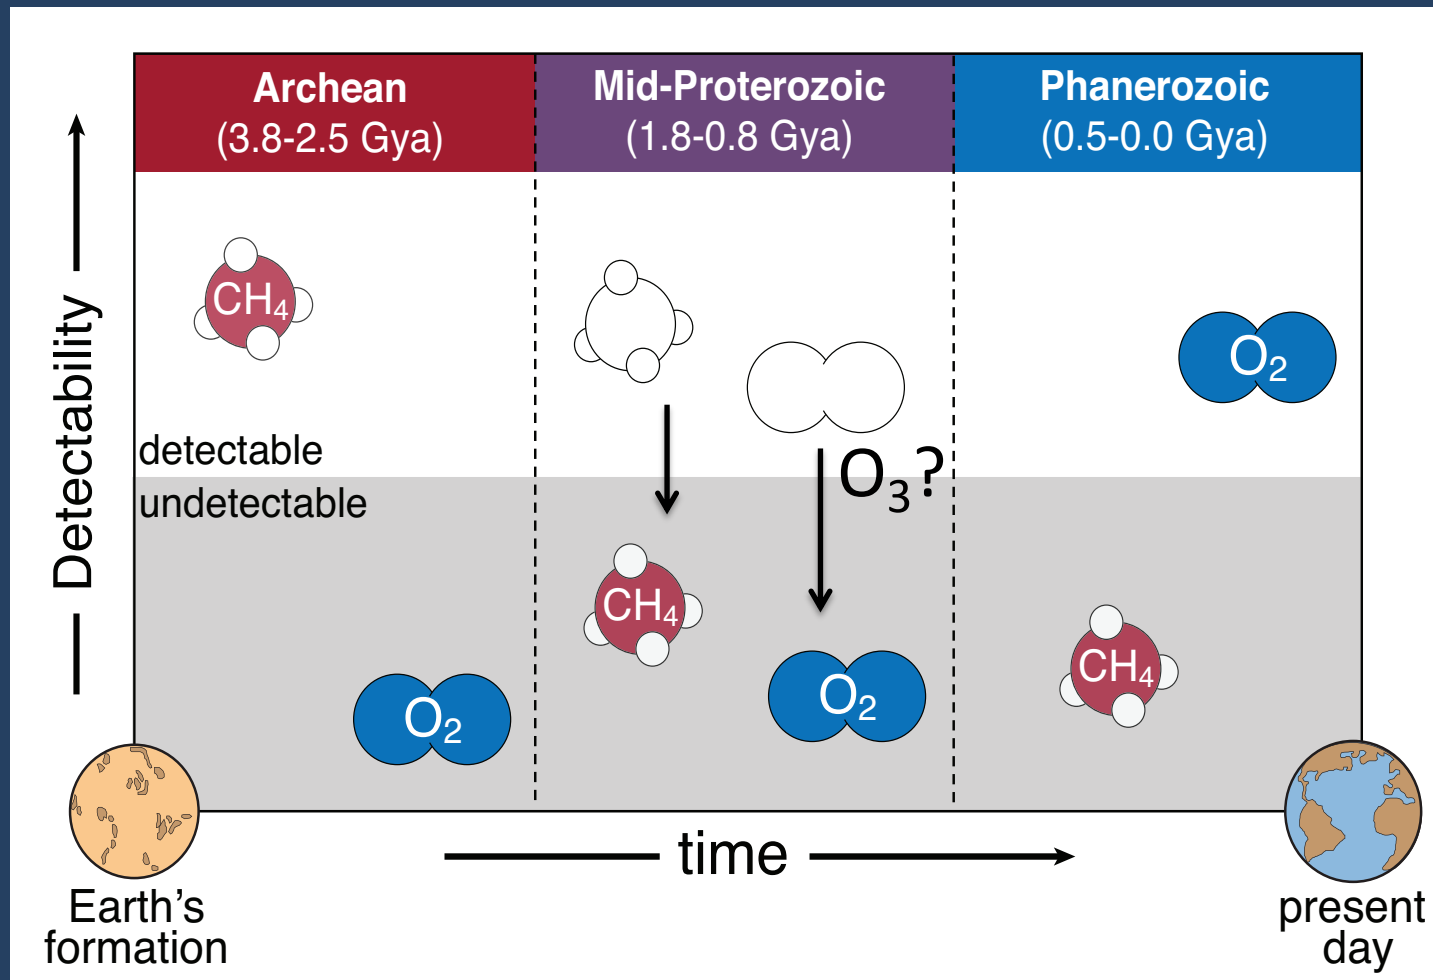 Archean
(3.8-2.5 Gya)
Mid-Proterozoic
(1.8-0.8 Gya)
Phanerozoic
(0.5-0.0 Gya)
Detectability
CH₄
O₂
detectable
O₃?
undetectable
CH₄
CH₄
O₂
O₂
time
Earth's
formation
present
day